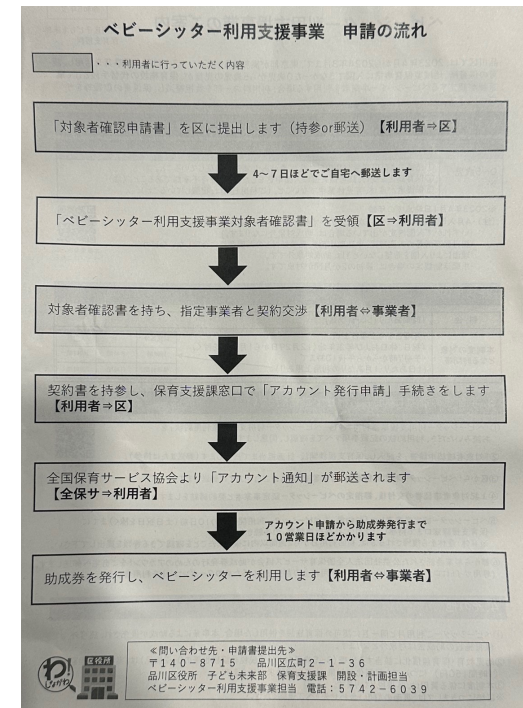 ベビーシッター利用支援事業 申請の流れ
・・・利用者に行っていただく内容
「対象者確認申請書」を区に提出します（持参or郵送）【利用者⇒区】
4～7日ほどでご自宅へ郵送します
「ベビーシッター利用支援事業対象者確認書」を受領【区⇒利用者】
対象者確認書を持ち、指定事業者と契約交渉【利用者⇔事業者】
契約書を持参し、保育支援課窓口で「アカウント発行申請」手続きをします
【利用者⇒区】
全国保育サービス協会より「アカウント通知」が郵送されます
【全保サ⇒利用者】
アカウント申請から助成券発行まで
１０営業日ほどかかります
助成券を発行し、ベビーシッターを利用します【利用者⇔事業者】
わ！
しながわ
区役所
≪問い合わせ先・申請書提出先≫
〒１４０－８７１５ 品川区広町２－１－３６
品川区役所 子ども未来部 保育支援課 開設・計画担当
ベビーシッター利用支援事業担当 電話：５７４２－６０３９